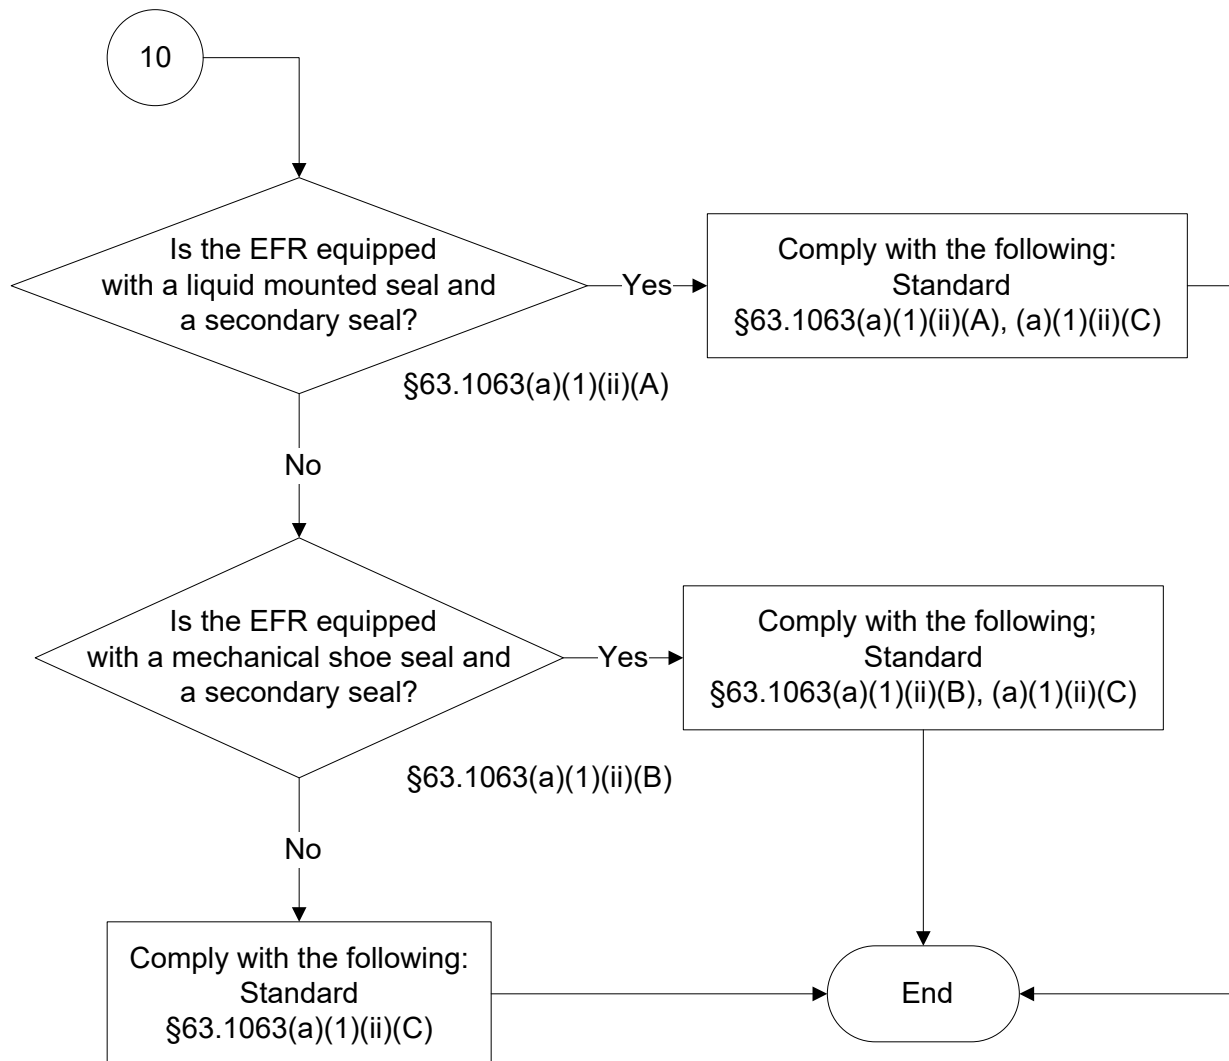 10
Is the EFR equipped
with a liquid mounted seal and
a secondary seal?
Yes
Comply with the following:
Standard
§63.1063(a)(1)(ii)(A), (a)(1)(ii)(C)
§63.1063(a)(1)(ii)(A)
No
Is the EFR equipped
with a mechanical shoe seal and
a secondary seal?
Yes
Comply with the following;
Standard
§63.1063(a)(1)(ii)(B), (a)(1)(ii)(C)
§63.1063(a)(1)(ii)(B)
No
Comply with the following:
Standard
§63.1063(a)(1)(ii)(C)
End